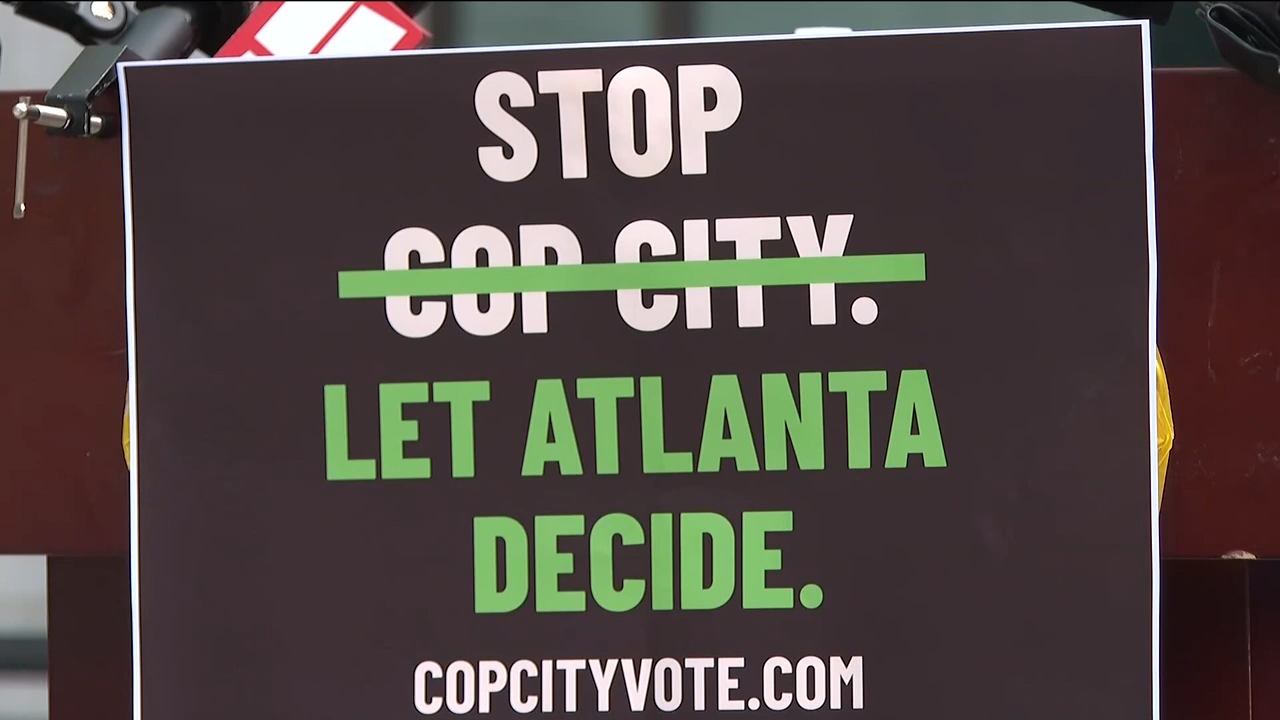 STOP
COP CITY.
LET ATLANTA
DECIDE.
COPCITYVOTE.COM